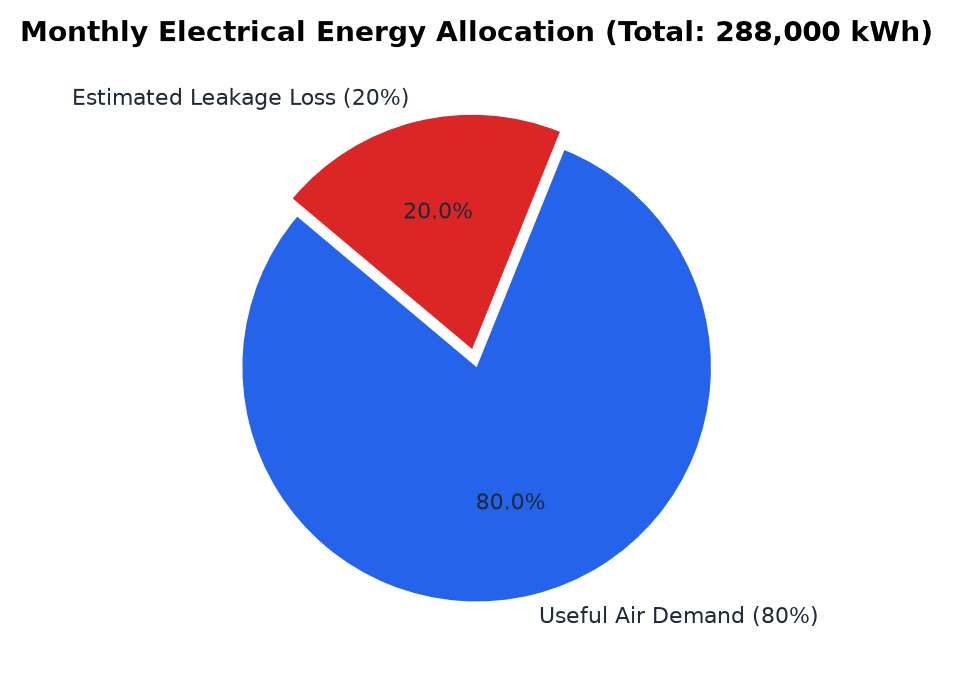 Monthly Electrical Energy Allocation (Total: 288,000 kWh)
Estimated Leakage Loss (20%)
20.0%
80.0%
Useful Air Demand (80%)